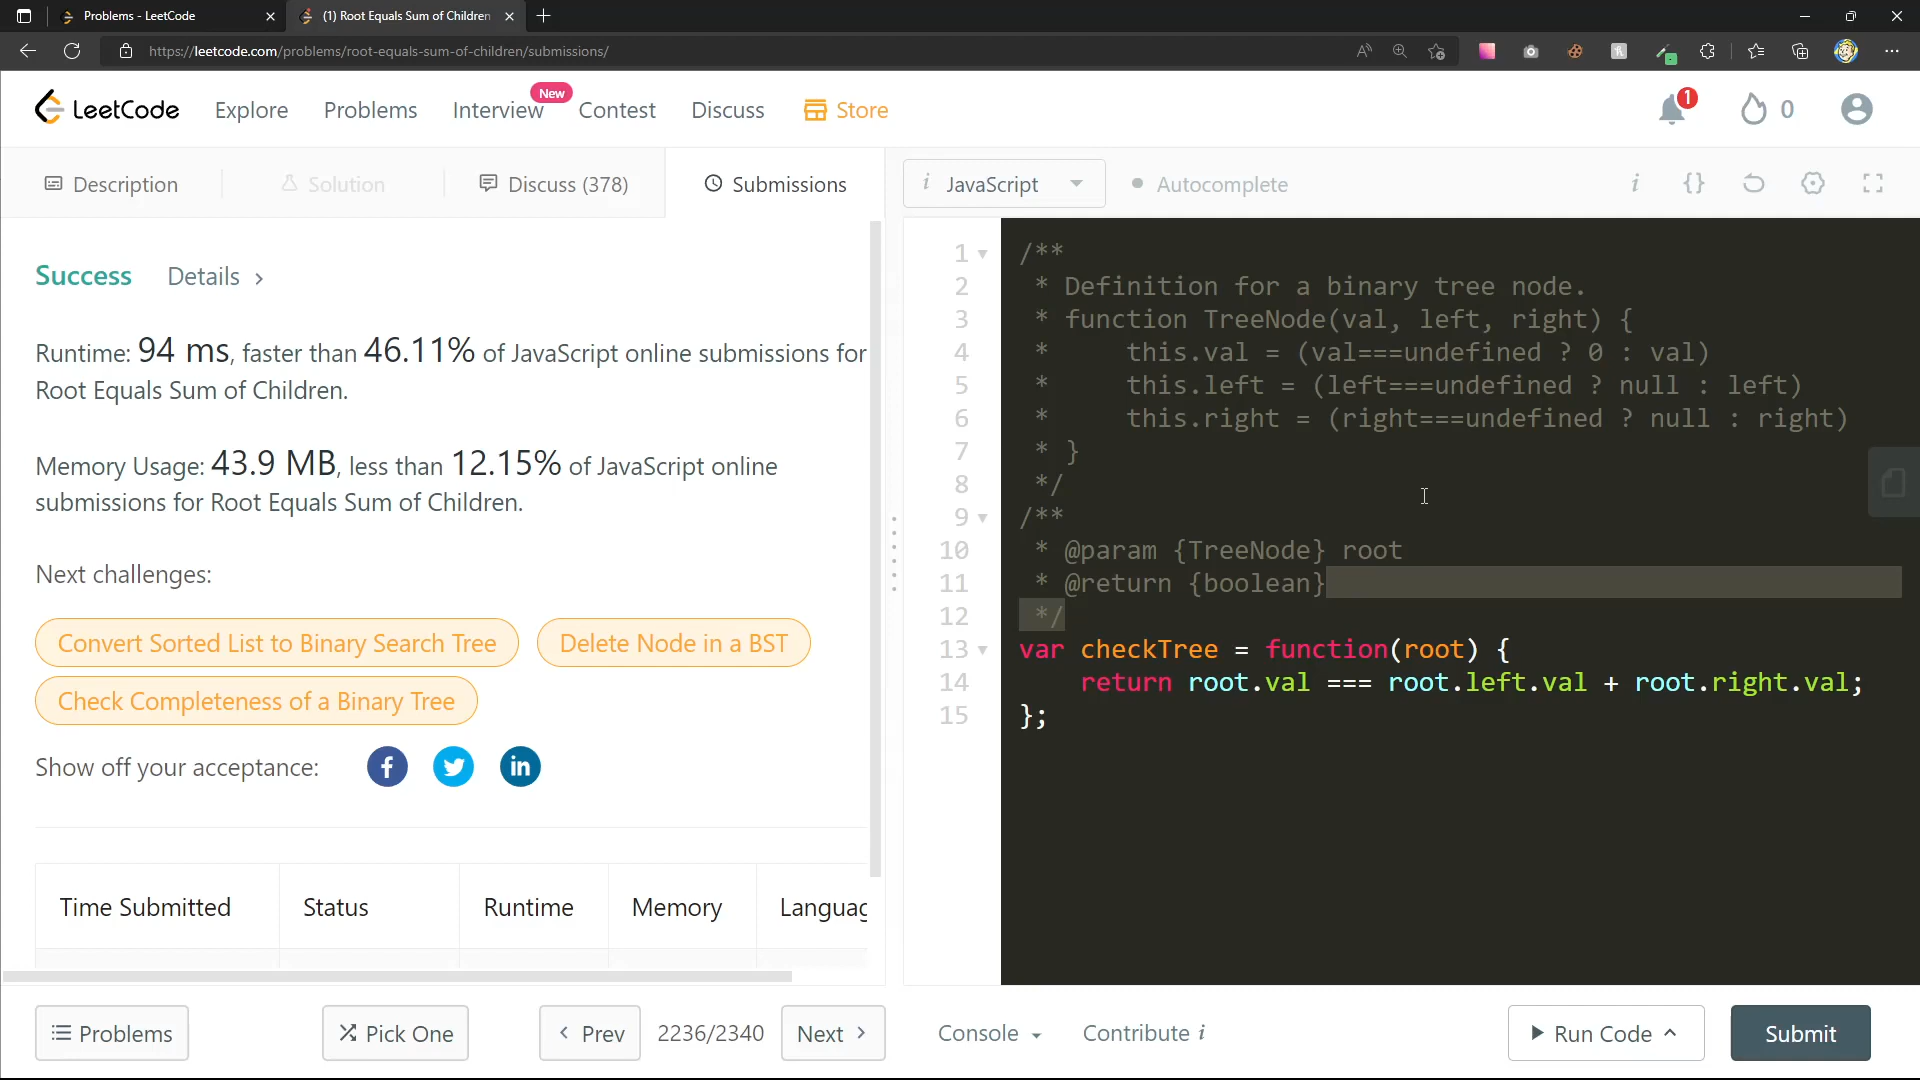 Problems - LeetCode
(1) Root Equals Sum of Children
https://leetcode.com/problems/root-equals-sum-of-children/submissions/
LeetCode Explore Problems Interview New Contest Discuss Store 1 0
Description Solution Discuss (378) Submissions
i JavaScript Autocomplete i {}
Success Details >
Runtime: 94 ms, faster than 46.11% of JavaScript online submissions for
Root Equals Sum of Children.
Memory Usage: 43.9 MB, less than 12.15% of JavaScript online
submissions for Root Equals Sum of Children.
Next challenges:
Convert Sorted List to Binary Search Tree Delete Node in a BST
Check Completeness of a Binary Tree
Show off your acceptance: f in
Time Submitted Status Runtime Memory Languag
1 /**
2 * Definition for a binary tree node.
3 * function TreeNode(val, left, right) {
4 * this.val = (val===undefined ? 0 : val)
5 * this.left = (left===undefined ? null : left)
6 * this.right = (right===undefined ? null : right)
7 * }
8 */
9 /**
10 * @param {TreeNode} root
11 * @return {boolean}
12 */
13 var checkTree = function(root) {
14 return root.val === root.left.val + root.right.val;
15 };
Problems Pick One < Prev 2236/2340 Next > Console Contribute i Run Code Submit